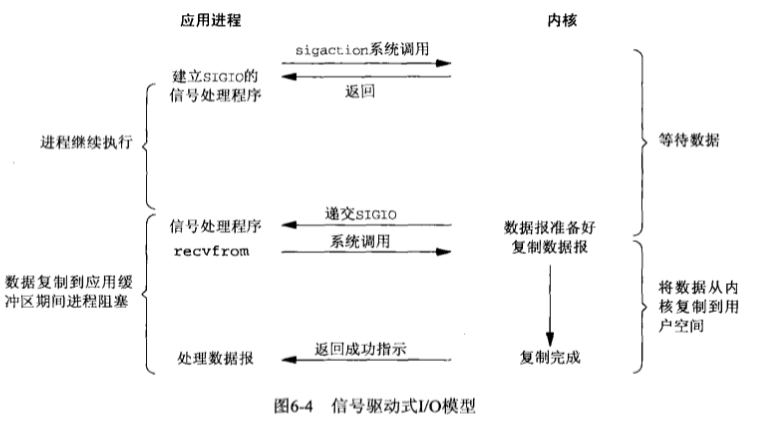 应用进程
内核
sigaction系统调用
建立SIGIO的
信号处理程序
返回
进程继续执行
等待数据
递交SIGIO
信号处理程序
数据报准备好
系统调用
recvfrom
复制数据报
数据复制到应用缓
冲区期间进程阻塞
将数据从内
核复制到用
户空间
返回成功指示
处理数据报
复制完成
图6-4 信号驱动式I/O模型